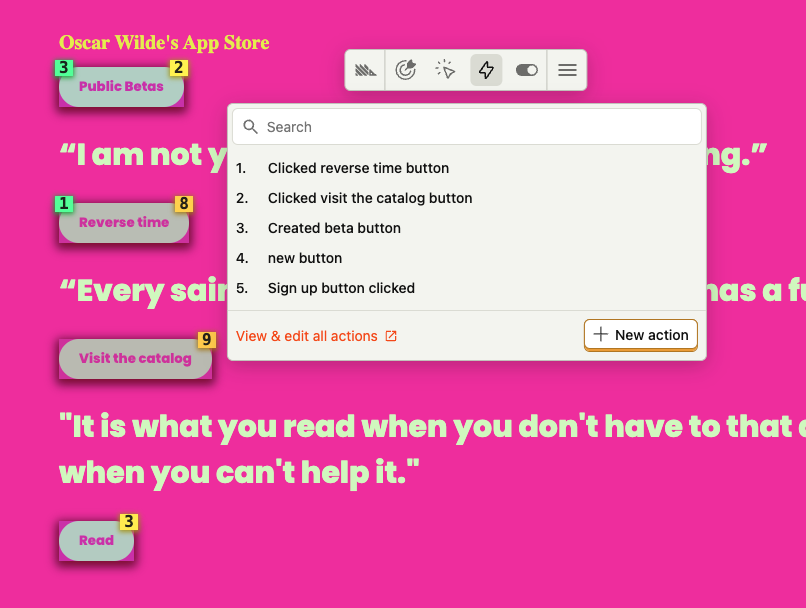 Oscar Wilde's App Store
3 2
Public Betas
Search
“I am not y ng.”
1. Clicked reverse time button
2. Clicked visit the catalog button
1 8
Reverse time
3. Created beta button
4. new button
“Every sain has a fu
5. Sign up button clicked
View & edit all actions
New action
9
Visit the catalog
"It is what you read when you don't have to that d
when you can't help it."
3
Read